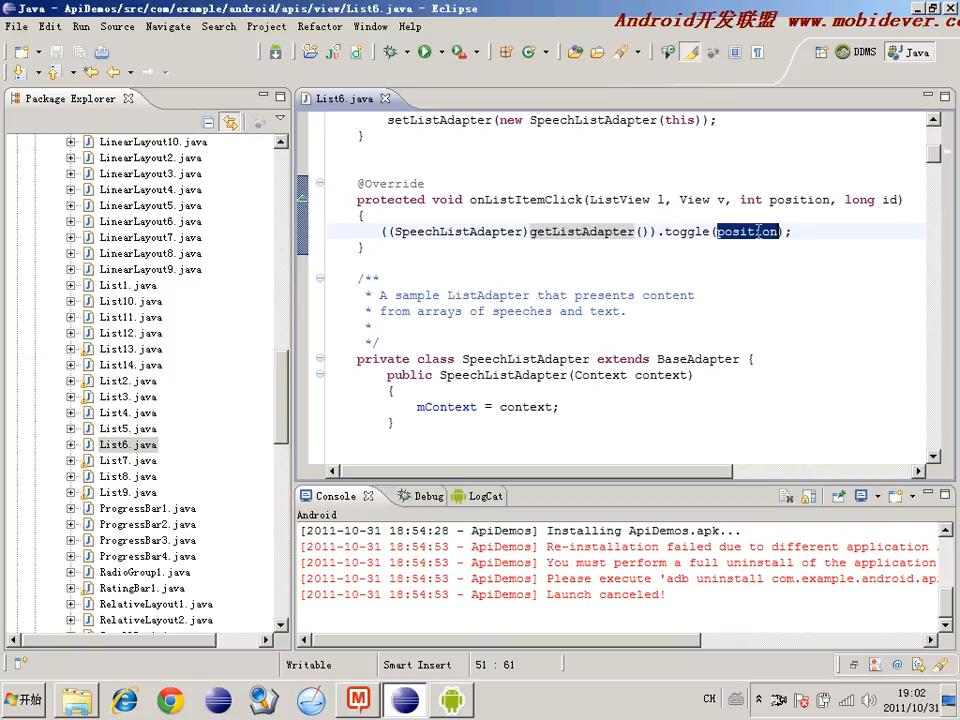 Java - ApiDemos/src/com/example/android/apis/view/List6.java - Eclipse
Android开发联盟 www.mobidever.com
File Edit Run Source Navigate Search Project Refactor Window Help
DDMS Java
Package Explorer
List6.java
LinearLayout10.java
LinearLayout2.java
LinearLayout3.java
LinearLayout4.java
LinearLayout5.java
LinearLayout6.java
LinearLayout7.java
LinearLayout8.java
LinearLayout9.java
List1.java
List10.java
List11.java
List12.java
List13.java
List14.java
List2.java
List3.java
List4.java
List5.java
List6.java
List7.java
List8.java
List9.java
ProgressBar1.java
ProgressBar2.java
ProgressBar3.java
ProgressBar4.java
RadioGroup1.java
RatingBar1.java
RelativeLayout1.java
RelativeLayout2.java
setListAdapter(new SpeechListAdapter(this));
}
@Override
protected void onListItemClick(ListView l, View v, int position, long id)
{
((SpeechListAdapter)getListAdapter()).toggle(position);
}
/**
* A sample ListAdapter that presents content
* from arrays of speeches and text.
*
*/
private class SpeechListAdapter extends BaseAdapter {
public SpeechListAdapter(Context context)
{
mContext = context;
}
Console Debug LogCat
Android
[2011-10-31 18:54:28 - ApiDemos] Installing ApiDemos.apk...
[2011-10-31 18:54:53 - ApiDemos] Re-installation failed due to different application
[2011-10-31 18:54:53 - ApiDemos] You must perform a full uninstall of the application
[2011-10-31 18:54:53 - ApiDemos] Please execute 'adb uninstall com.example.android.ap
[2011-10-31 18:54:53 - ApiDemos] Launch canceled!
Writable Smart Insert 51 : 61
开始
CH
19:02
2011/10/31